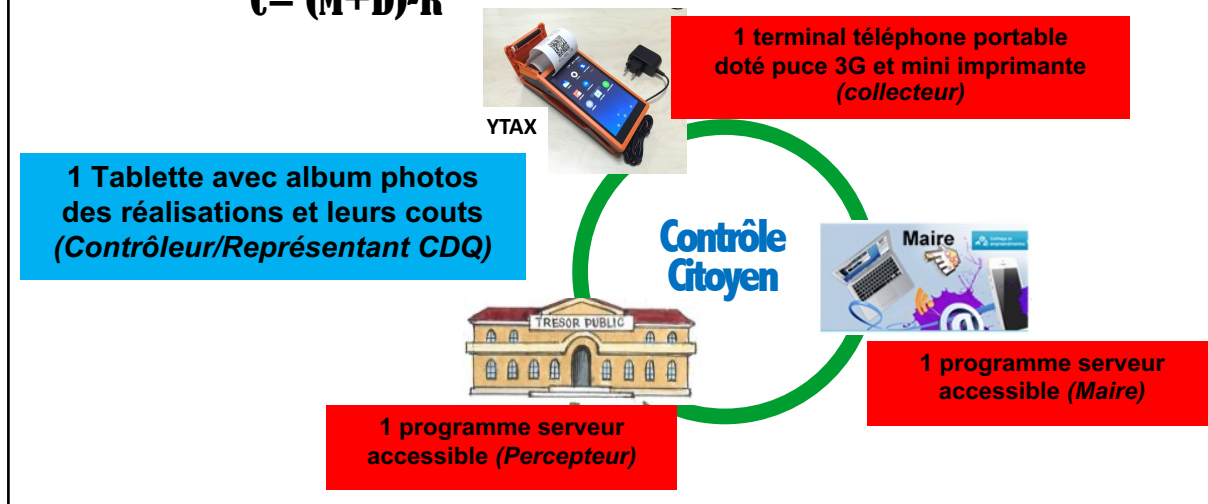 C= (M+D)-R
1 terminal téléphone portable
doté puce 3G et mini imprimante
(collecteur)
YTAX
1 Tablette avec album photos
des réalisations et leurs couts
(Contrôleur/Représentant CDQ)
Contrôle
Citoyen
Maire
TRESOR PUBLIC
1 programme serveur
accessible (Maire)
1 programme serveur
accessible (Percepteur)